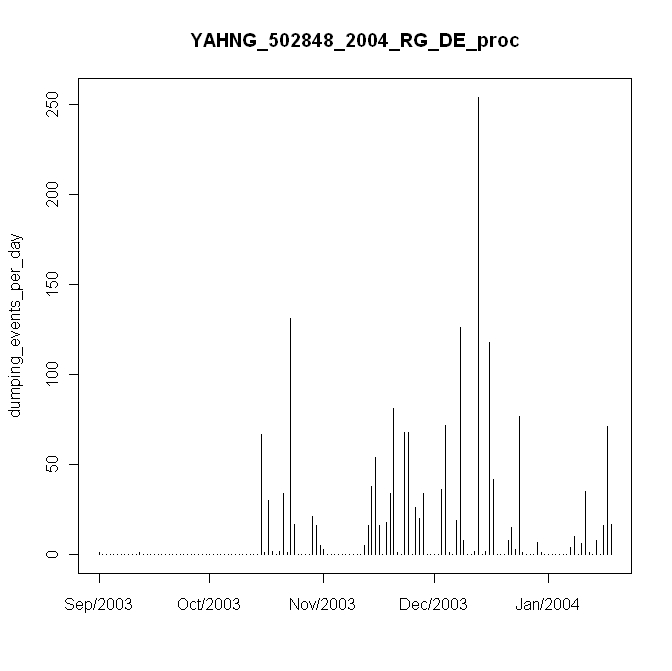 YAHNG_502848_2004_RG_DE_proc
dumping_events_per_day
250
200
150
100
50
0
Sep/2003 Oct/2003 Nov/2003 Dec/2003 Jan/2004